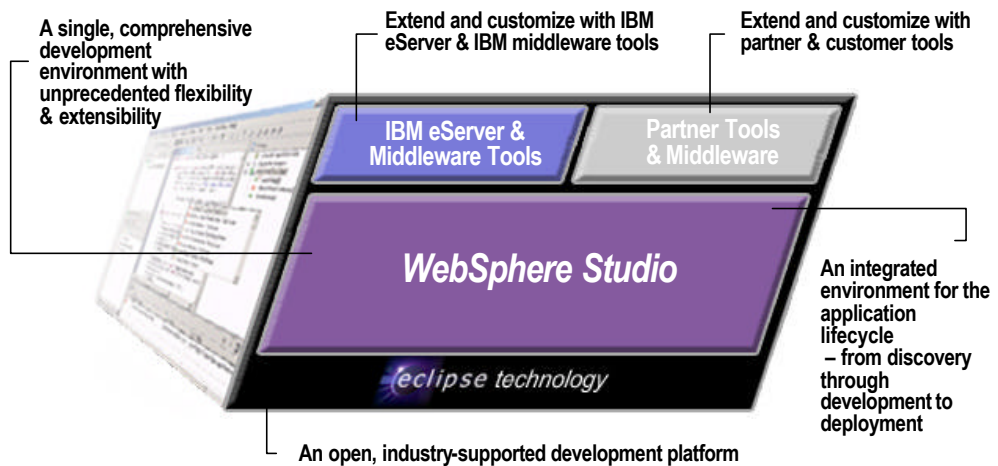 A single, comprehensive
development
environment with
unprecedented flexibility
& extensibility
Extend and customize with IBM
eServer & IBM middleware tools
Extend and customize with
partner & customer tools
IBM eServer &
Middleware Tools
Partner Tools
& Middleware
WebSphere Studio
An integrated
environment for the
application
lifecycle
– from discovery
through
development to
deployment
eclipse technology
An open, industry-supported development platform